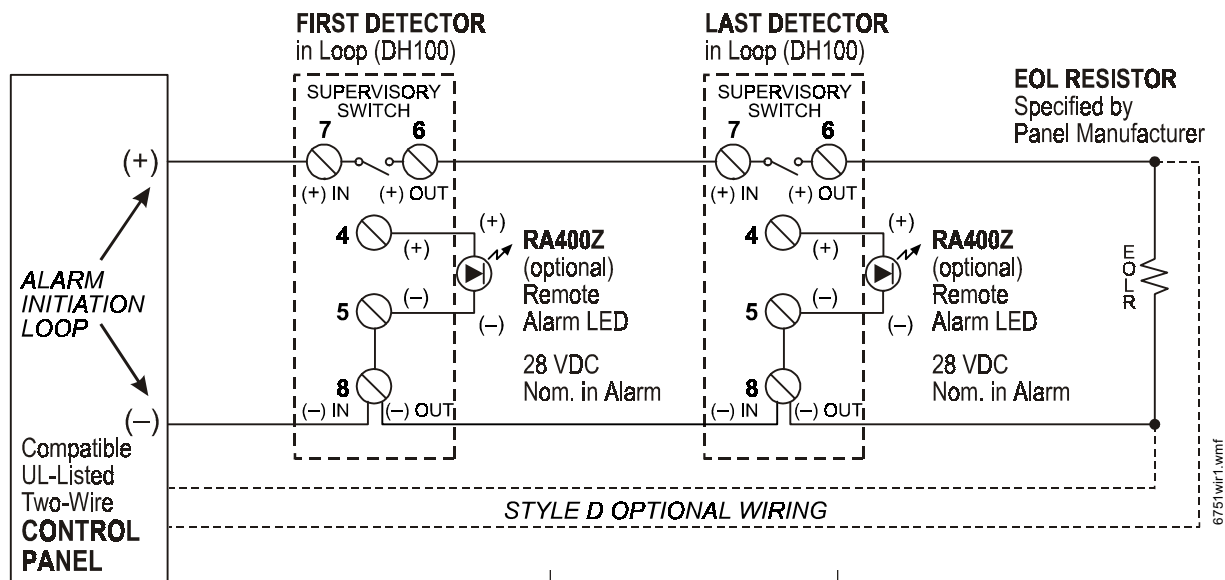 FIRST DETECTOR
in Loop (DH100)
LAST DETECTOR
in Loop (DH100)
EOL RESISTOR
Specified by
Panel Manufacturer
SUPERVISORY
SWITCH
7
6
(+) IN
(+) OUT
4
(+)
(+)
5
(–)
(–)
8
(–) IN
(–) OUT
RA400Z
(optional)
Remote
Alarm LED
28 VDC
Nom. in Alarm
SUPERVISORY
SWITCH
7
6
(+) IN
(+) OUT
4
(+)
(+)
5
(–)
(–)
8
(–) IN
(–) OUT
RA400Z
(optional)
Remote
Alarm LED
28 VDC
Nom. in Alarm
EOLR
(+)
ALARM
INITIATION
LOOP
(–)
Compatible
UL-Listed
Two-Wire
CONTROL
PANEL
STYLE D OPTIONAL WIRING
6751wir1.wmf